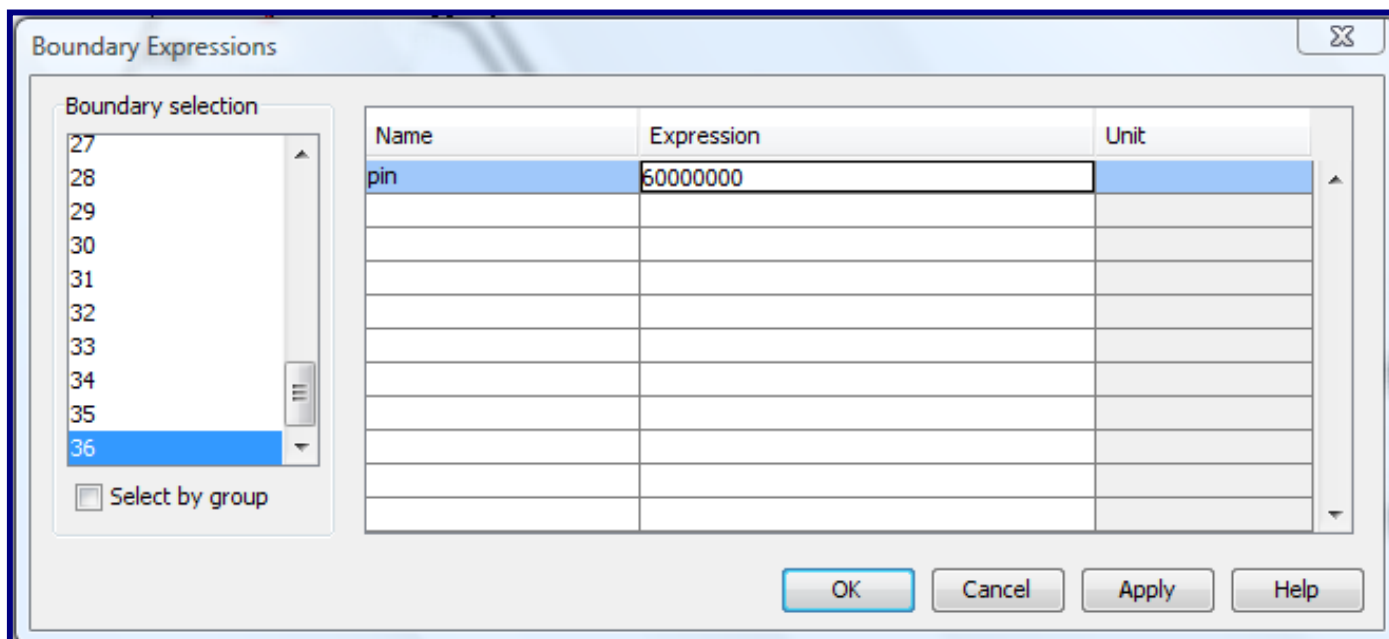 Boundary Expressions
Boundary selection
27
28
29
30
31
32
33
34
35
36
Select by group
Name Expression Unit
pin 60000000
OK Cancel Apply Help